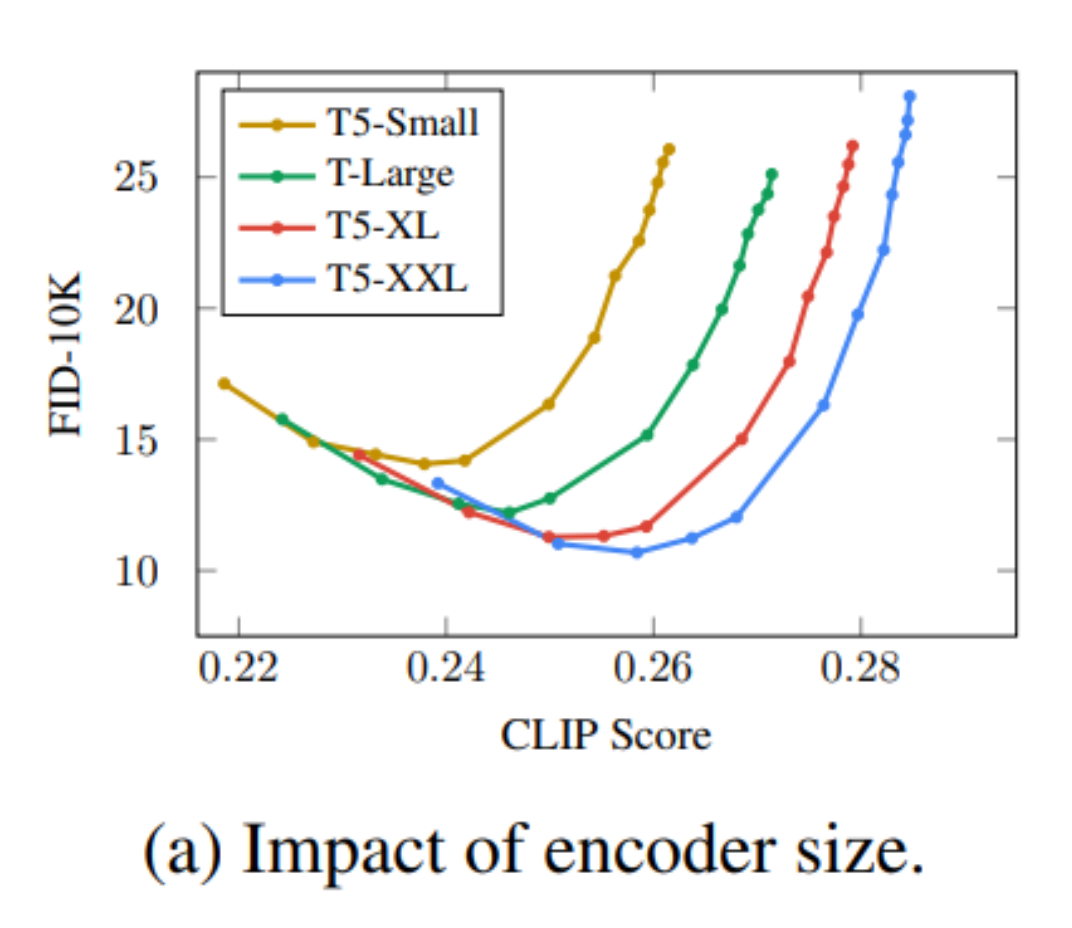 T5-Small
T-Large
T5-XL
T5-XXL
FID-10K
25
20
15
10
0.22 0.24 0.26 0.28
CLIP Score
(a) Impact of encoder size.